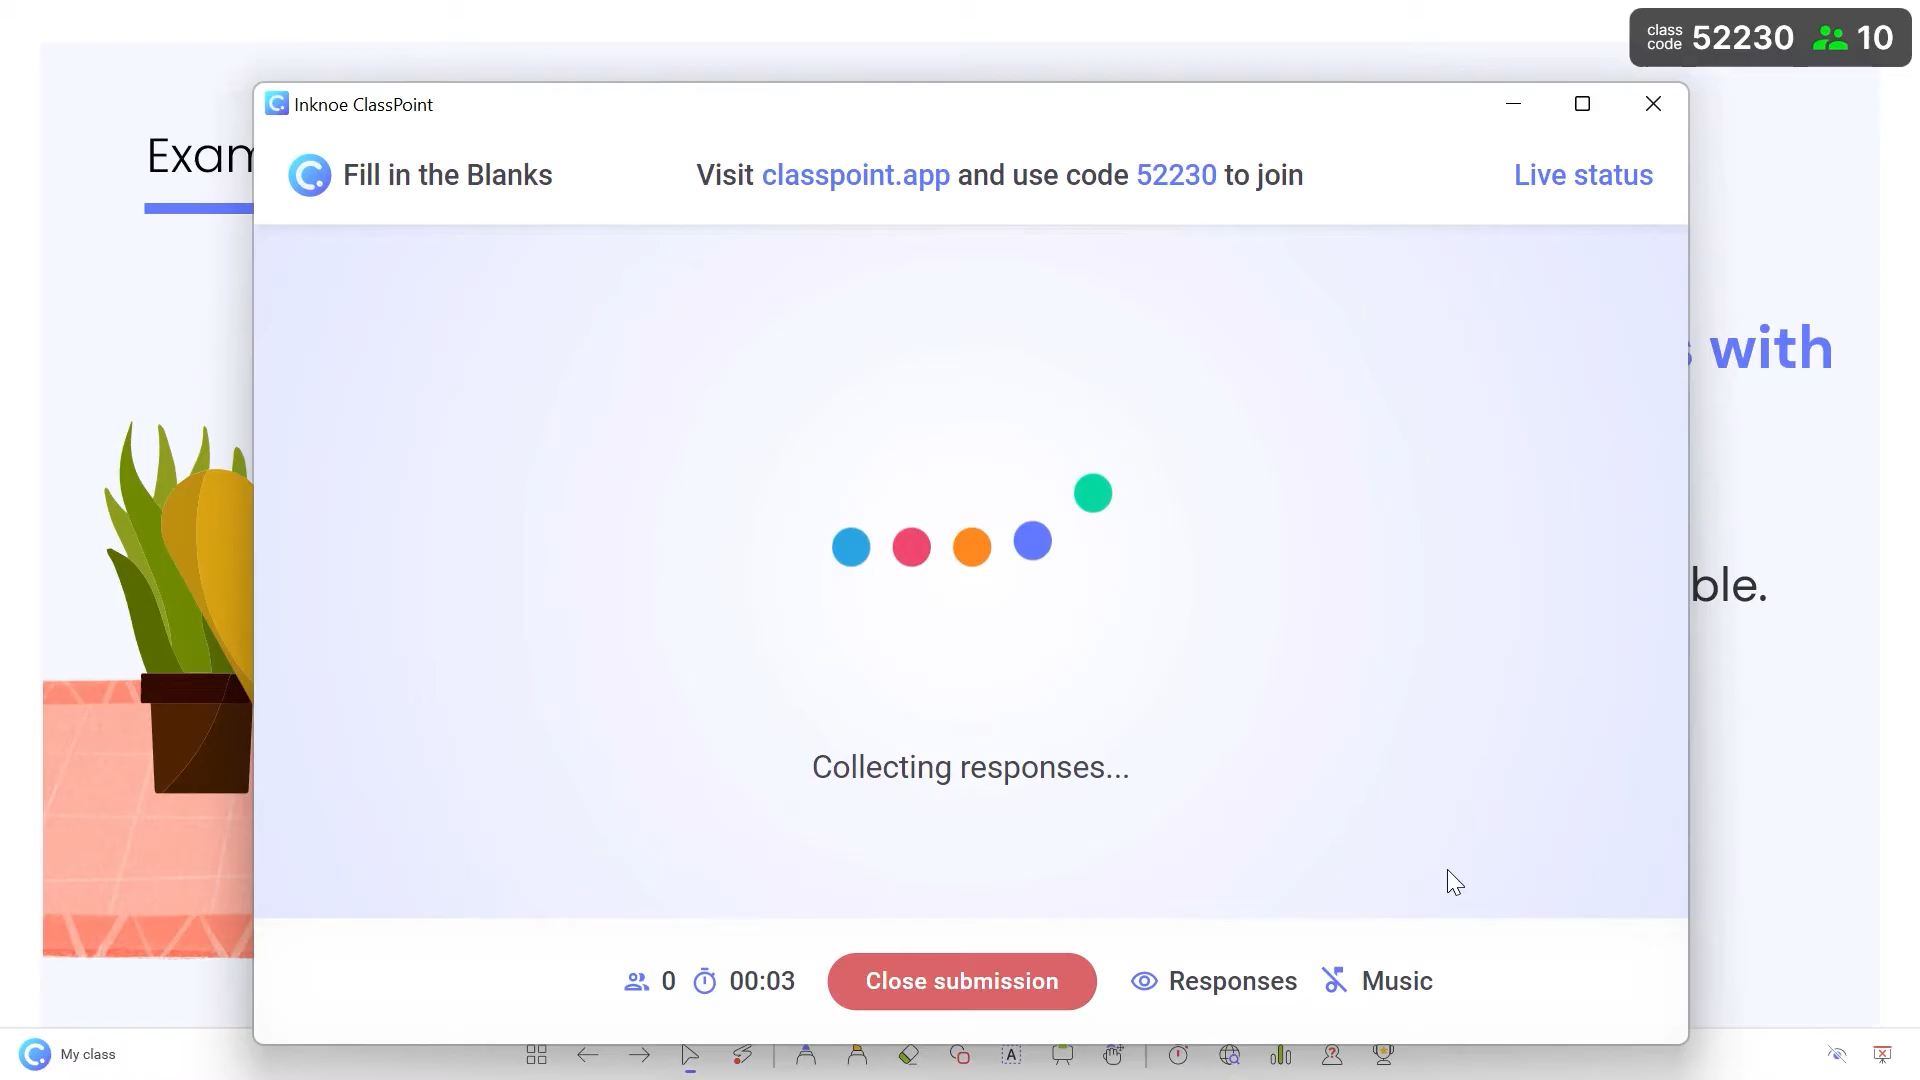 class
code 52230 10
Inknoe ClassPoint
Exam
Fill in the Blanks
Visit classpoint.app and use code 52230 to join
Live status
s with
ble.
Collecting responses...
0 00:03 Close submission Responses Music
My class
A